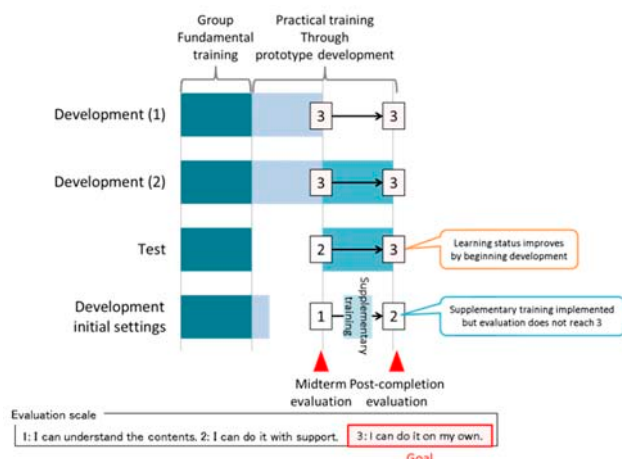 Group
Fundamental
training
Practical training
Through
prototype development
Development (1)
3
3
Development (2)
3
3
Test
2
3
Learning status improves
by beginning development
Development
initial settings
1
Supplementary
training
2
Supplementary training implemented
but evaluation does not reach 3
Midterm
evaluation
Post-completion
evaluation
Evaluation scale
1: I can understand the contents. 2: I can do it with support. 3: I can do it on my own.
Goal